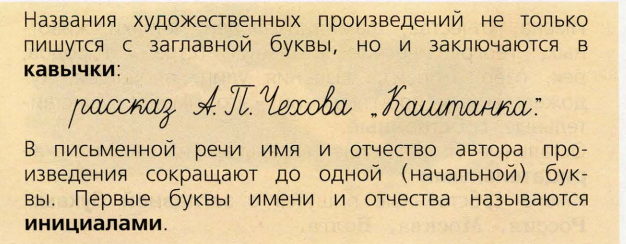 Названия художественных произведений не только
пишутся с заглавной буквы, но и заключаются в
кавычки:
рассказ А. П. Чехова „Каштанка".
В письменной речи имя и отчество автора про-
изведения сокращают до одной (начальной) бук-
вы. Первые буквы имени и отчества называются
инициалами.